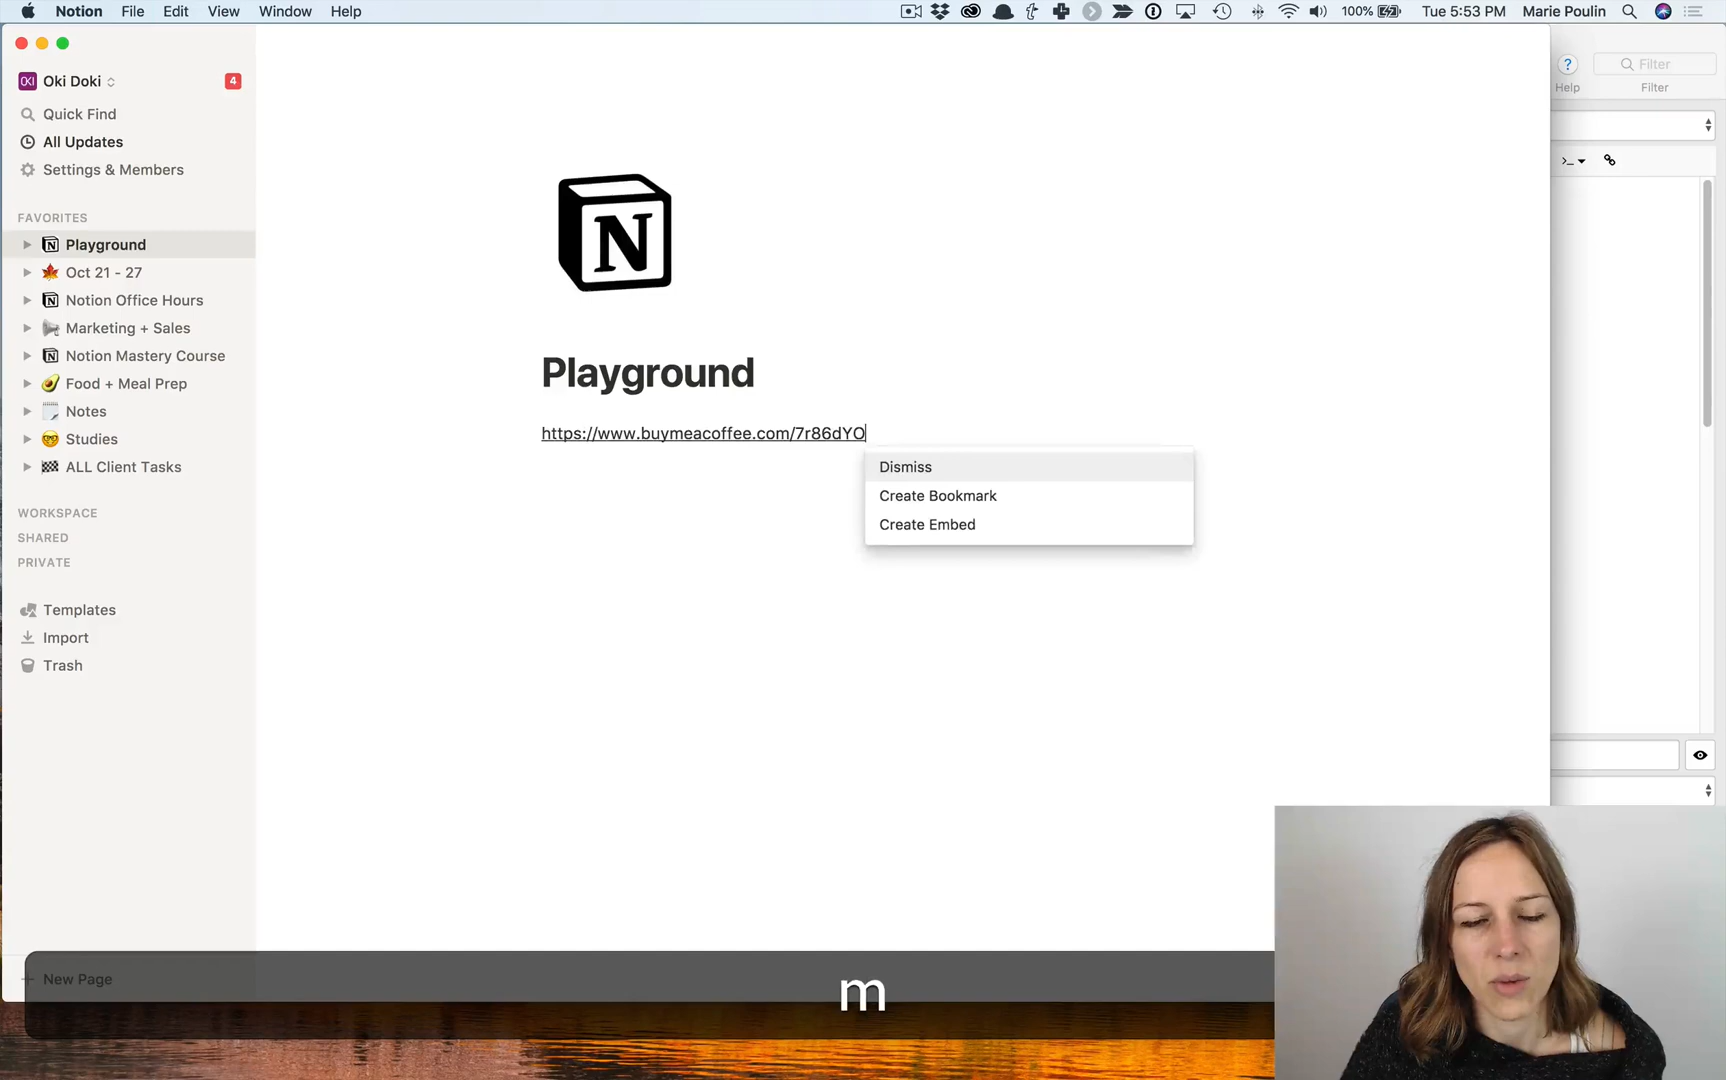 Notion File Edit View Window Help 100% Tue 5:53 PM Marie Poulin
Oki Doki 4
Quick Find
All Updates
Settings & Members
FAVORITES
Playground
Oct 21 - 27
Notion Office Hours
Marketing + Sales
Notion Mastery Course
Food + Meal Prep
Notes
Studies
ALL Client Tasks
WORKSPACE
SHARED
PRIVATE
Templates
Import
Trash
+ New Page
N
Playground
https://www.buymeacoffee.com/7r86dYO
Dismiss
Create Bookmark
Create Embed
? Filter
Help Filter
m